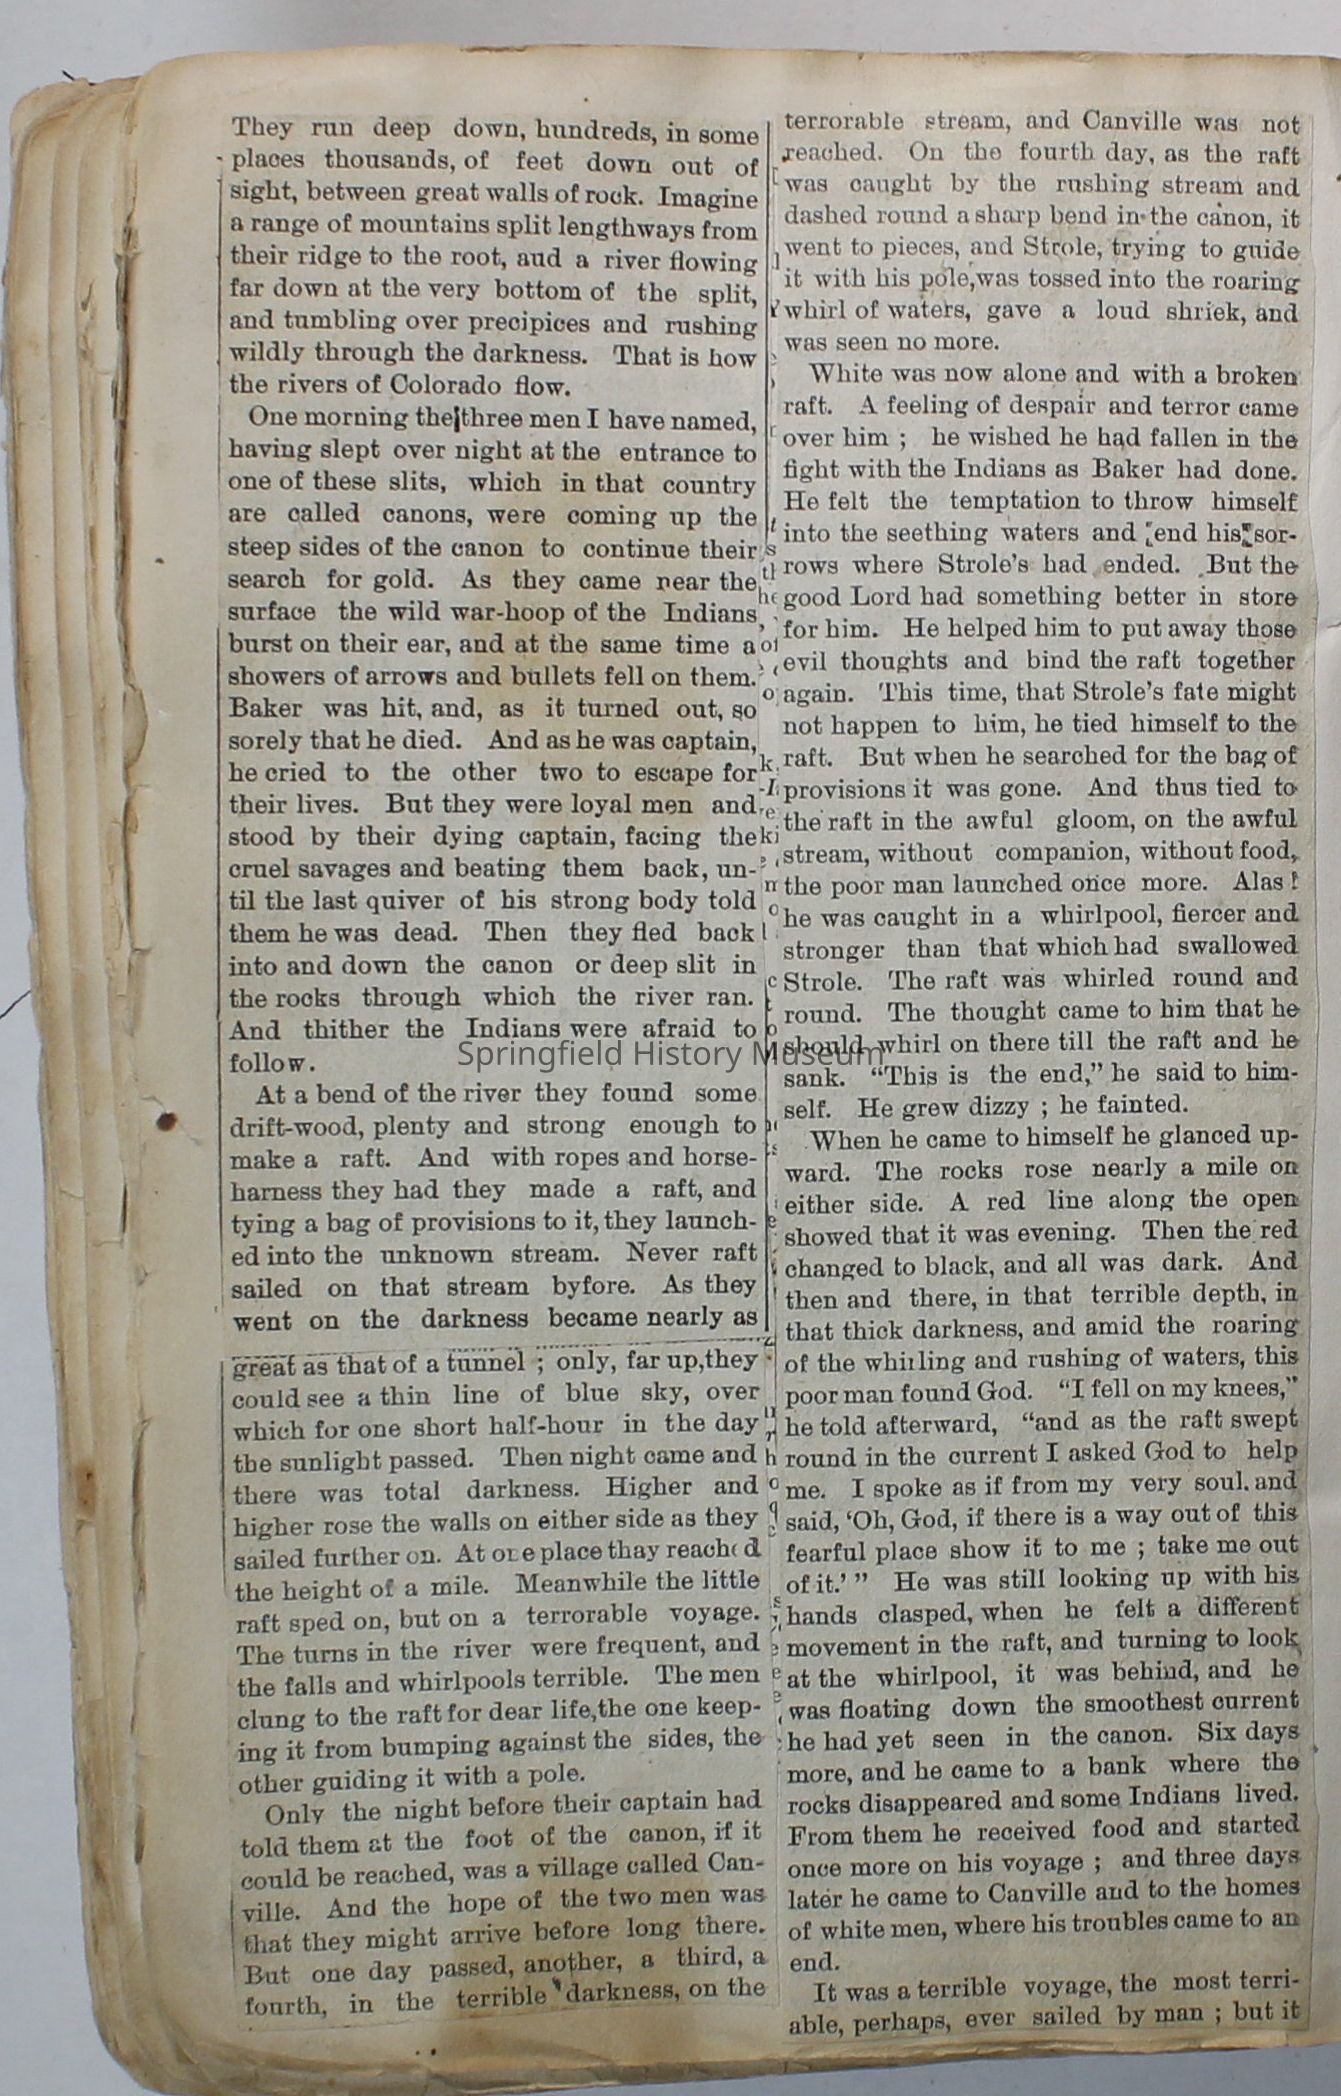 They run deep down, hundreds, in some
places thousands, of feet down out of
sight, between great walls of rock. Imagine
a range of mountains split lengthways from
their ridge to the root, aud a river flowing
far down at the very bottom of the split,
and tumbling over precipices and rushing
wildly through the darkness. That is how
the rivers of Colorado flow.
One morning the three men I have named,
having slept over night at the entrance to
one of these slits, which in that country
are called canons, were coming up the
steep sides of the canon to continue their
search for gold. As they came near the
surface the wild war-hoop of the Indians,
burst on their ear, and at the same time a
showers of arrows and bullets fell on them.
Baker was hit, and, as it turned out, so
sorely that he died. And as he was captain,
he cried to the other two to escape for
their lives. But they were loyal men and
stood by their dying captain, facing the
cruel savages and beating them back, un-
til the last quiver of his strong body told
them he was dead. Then they fled back
into and down the canon or deep slit in
the rocks through which the river ran.
And thither the Indians were afraid to
follow.
At a bend of the river they found some
drift-wood, plenty and strong enough to
make a raft. And with ropes and horse-
harness they had they made a raft, and
tying a bag of provisions to it, they launch-
ed into the unknown stream. Never raft
sailed on that stream byfore. As they
went on the darkness became nearly as
great as that of a tunnel ; only, far up,they
could see a thin line of blue sky, over
which for one short half-hour in the day
the sunlight passed. Then night came and
there was total darkness. Higher and
higher rose the walls on either side as they
sailed further on. At one place thay reached
the height of a mile. Meanwhile the little
raft sped on, but on a terrorable voyage.
The turns in the river were frequent, and
the falls and whirlpools terrible. The men
clung to the raft for dear life,the one keep-
ing it from bumping against the sides, the
other guiding it with a pole.
Only the night before their captain had
told them at the foot of the canon, if it
could be reached, was a village called Can-
ville. And the hope of the two men was
that they might arrive before long there.
But one day passed, another, a third, a
fourth, in the terrible darkness, on the
terrorable stream, and Canville was not
reached. On the fourth day, as the raft
was caught by the rushing stream and
dashed round a sharp bend in the canon, it
went to pieces, and Strole, trying to guide
it with his pole,was tossed into the roaring
whirl of waters, gave a loud shriek, and
was seen no more.
White was now alone and with a broken
raft. A feeling of despair and terror came
over him ; he wished he had fallen in the
fight with the Indians as Baker had done.
He felt the temptation to throw himself
into the seething waters and end his sor-
rows where Strole's had ended. But the
good Lord had something better in store
for him. He helped him to put away those
evil thoughts and bind the raft together
again. This time, that Strole's fate might
not happen to him, he tied himself to the
raft. But when he searched for the bag of
provisions it was gone. And thus tied to
the raft in the awful gloom, on the awful
stream, without companion, without food,
the poor man launched once more. Alas !
he was caught in a whirlpool, fiercer and
stronger than that which had swallowed
Strole. The raft was whirled round and
round. The thought came to him that he
should whirl on there till the raft and he
sank. "This is the end," he said to him-
self. He grew dizzy ; he fainted.
When he came to himself he glanced up-
ward. The rocks rose nearly a mile on
either side. A red line along the open
showed that it was evening. Then the red
changed to black, and all was dark. And
then and there, in that terrible depth, in
that thick darkness, and amid the roaring
of the whirling and rushing of waters, this
poor man found God. "I fell on my knees,"
he told afterward, "and as the raft swept
round in the current I asked God to help
me. I spoke as if from my very soul. and
said, 'Oh, God, if there is a way out of this
fearful place show it to me ; take me out
of it.' " He was still looking up with his
hands clasped, when he felt a different
movement in the raft, and turning to look
at the whirlpool, it was behind, and he
was floating down the smoothest current
he had yet seen in the canon. Six days
more, and he came to a bank where the
rocks disappeared and some Indians lived.
From them he received food and started
once more on his voyage ; and three days
later he came to Canville and to the homes
of white men, where his troubles came to an
end.
It was a terrible voyage, the most terri-
able, perhaps, ever sailed by man ; but it
Springfield History Museum